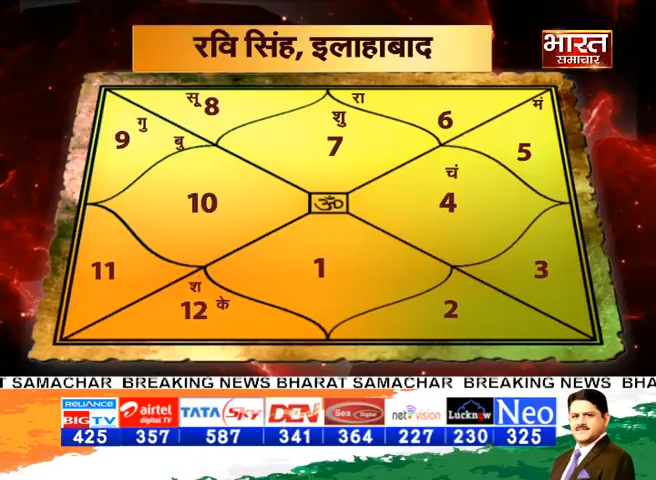 रवि सिंह, इलाहाबाद
भारत
समाचार
सू 8
रा
शु
7
6
मं
5
गु
9
बु
10
ॐ
चं
4
11
1
3
श
12 के
2
T SAMACHAR BREAKING NEWS BHARAT SAMACHAR BREAKING NEWS BHA
RELIANCE
BIG TV
425
airtel
digital TV
357
TATA Sky
587
DEN
341
Sea Digital
364
net vision
227
Lucknow
230
Neo
325